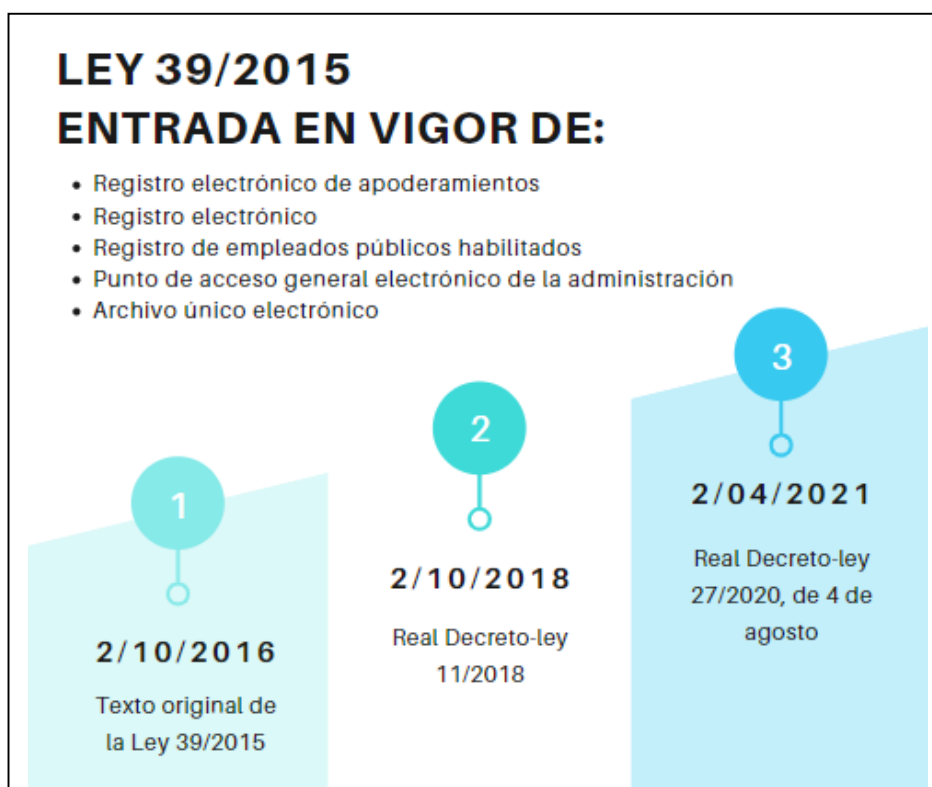 LEY 39/2015
ENTRADA EN VIGOR DE:
• Registro electrónico de apoderamientos
• Registro electrónico
• Registro de empleados públicos habilitados
• Punto de acceso general electrónico de la administración
• Archivo único electrónico
1
2/10/2016
Texto original de
la Ley 39/2015
2
2/10/2018
Real Decreto-ley
11/2018
3
2/04/2021
Real Decreto-ley
27/2020, de 4 de
agosto